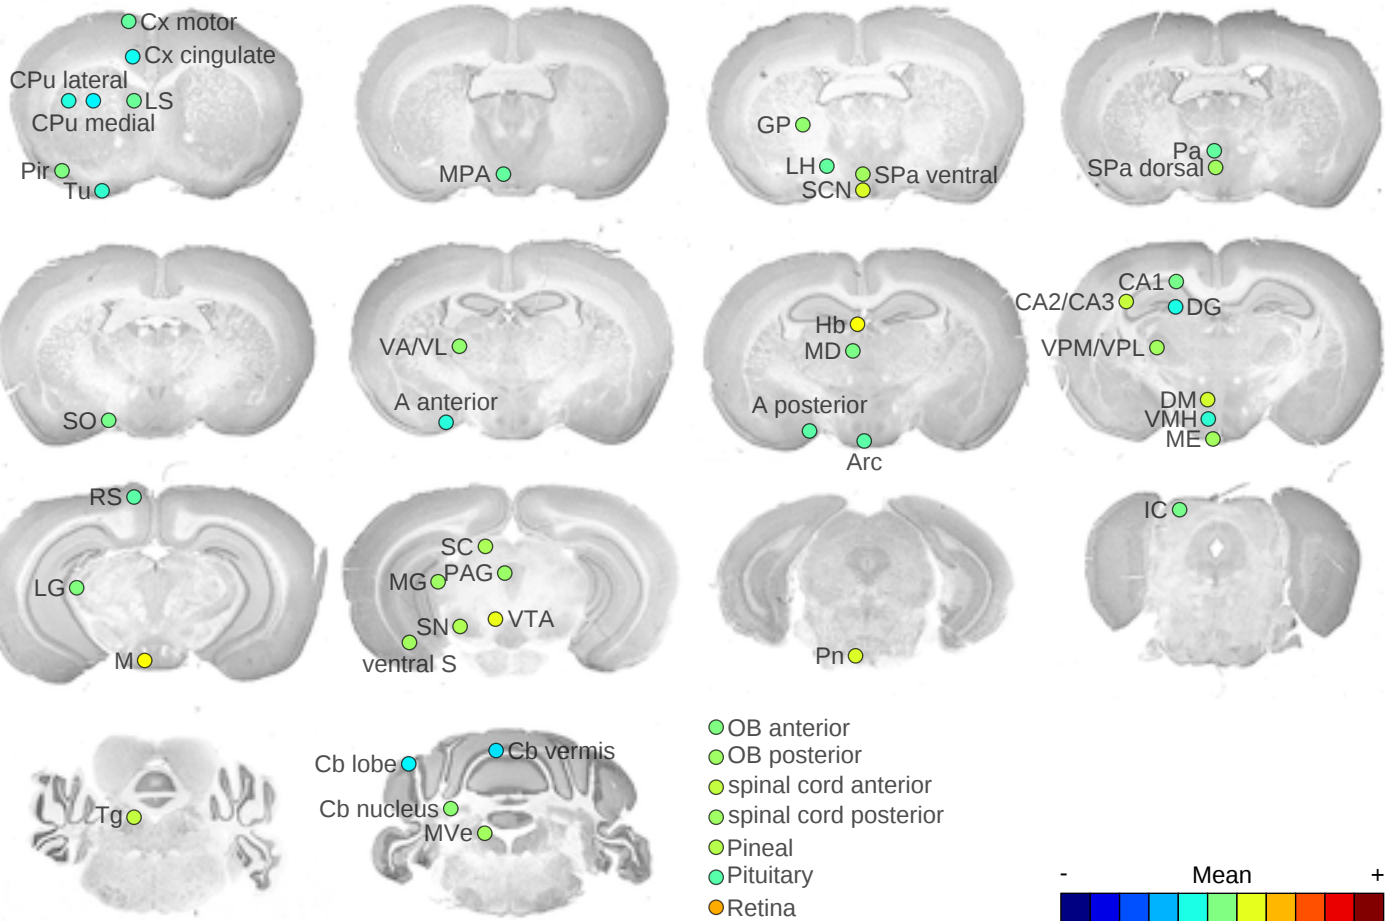 Cx motor
Cx cingulate
CPu lateral
LS
CPu medial
Pir
Tu
MPA
GP
LH
SPa ventral
SCN
Pa
SPa dorsal
SO
VA/VL
A anterior
Hb
MD
A posterior
Arc
CA1
CA2/CA3
DG
VPM/VPL
DM
VMH
ME
RS
LG
M
SC
MG
PAG
SN
VTA
ventral S
Pn
IC
Tg
Cb lobe
Cb vermis
Cb nucleus
MVe
OB anterior
OB posterior
spinal cord anterior
spinal cord posterior
Pineal
Pituitary
Retina
- Mean +